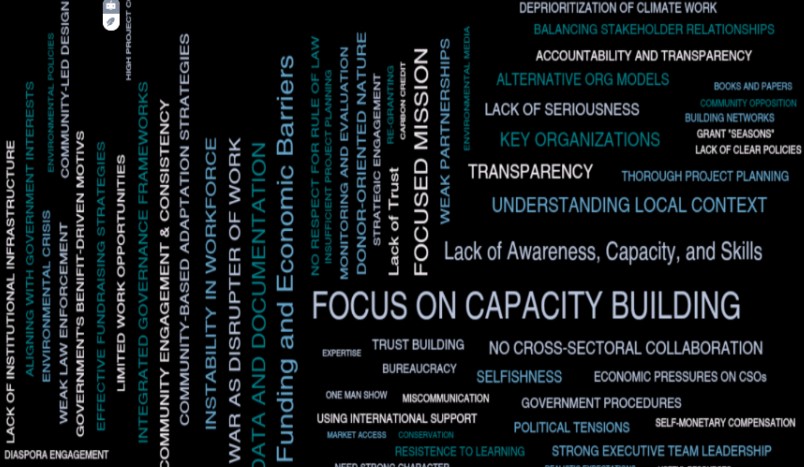 LACK OF INSTITUTIONAL INFRASTRUCTURE
ALIGNING WITH GOVERNMENT INTERESTS
ENVIRONMENTAL CRISIS
ENVIRONMENTAL POLICIES
WEAK LAW ENFORCEMENT
COMMUNITY-LED DESIGN
GOVERNMENT'S BENIFIT-DRIVEN MOTIVS
EFFECTIVE FUNDRAISING STRATEGIES
LIMITED WORK OPPORTUNITIES
HIGH PROJECT CO
INTEGRATED GOVERNANCE FRAMEWORKS
COMMUNITY ENGAGEMENT & CONSISTENCY
COMMUNITY-BASED ADAPTATION STRATEGIES
INSTABILITY IN WORKFORCE
WAR AS DISRUPTER OF WORK
DATA AND DOCUMENTATION
Funding and Economic Barriers
DIASPORA ENGAGEMENT
NO RESPECT FOR RULE OF LAW
INSUFFICIENT PROJECT PLANNING
MONITORING AND EVALUATION
DONOR-ORIENTED NATURE
STRATEGIC ENGAGEMENT
RE-GRANTING
Lack of Trust
CARBON CREDIT
FOCUSED MISSION
WEAK PARTNERSHIPS
ENVIRONMENTAL MEDIA
DEPRIORITIZATION OF CLIMATE WORK
BALANCING STAKEHOLDER RELATIONSHIPS
ACCOUNTABILITY AND TRANSPARENCY
ALTERNATIVE ORG MODELS
BOOKS AND PAPERS
COMMUNITY OPPOSITION
LACK OF SERIOUSNESS
BUILDING NETWORKS
KEY ORGANIZATIONS
GRANT "SEASONS"
LACK OF CLEAR POLICIES
TRANSPARENCY
THOROUGH PROJECT PLANNING
UNDERSTANDING LOCAL CONTEXT
Lack of Awareness, Capacity, and Skills
FOCUS ON CAPACITY BUILDING
EXPERTISE
TRUST BUILDING
NO CROSS-SECTORAL COLLABORATION
BUREAUCRACY
SELFISHNESS
ECONOMIC PRESSURES ON CSOs
ONE MAN SHOW
MISCOMMUNICATION
GOVERNMENT PROCEDURES
USING INTERNATIONAL SUPPORT
POLITICAL TENSIONS
SELF-MONETARY COMPENSATION
MARKET ACCESS
CONSERVATION
RESISTENCE TO LEARNING
STRONG EXECUTIVE TEAM LEADERSHIP
NEED STRONG CHARACTER
REALISTIC EXPECTATIONS